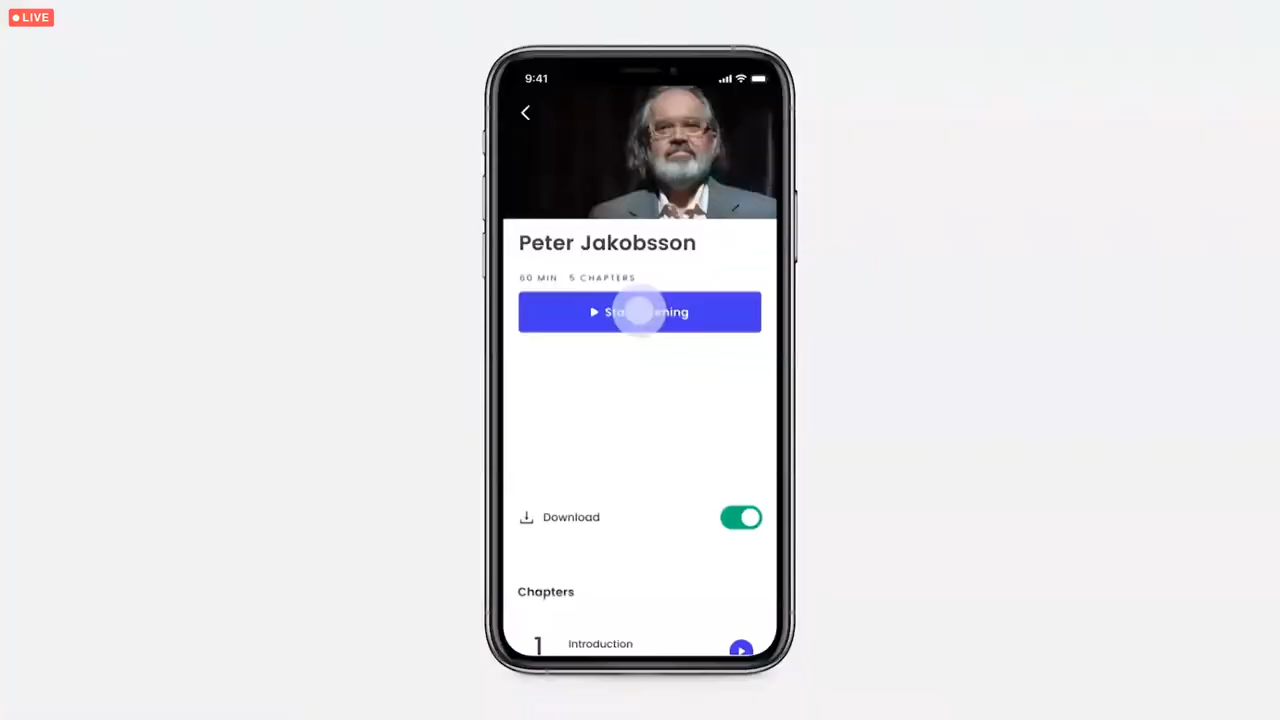 LIVE
9:41
Peter Jakobsson
60 MIN 5 CHAPTERS
Download
Chapters
1 Introduction